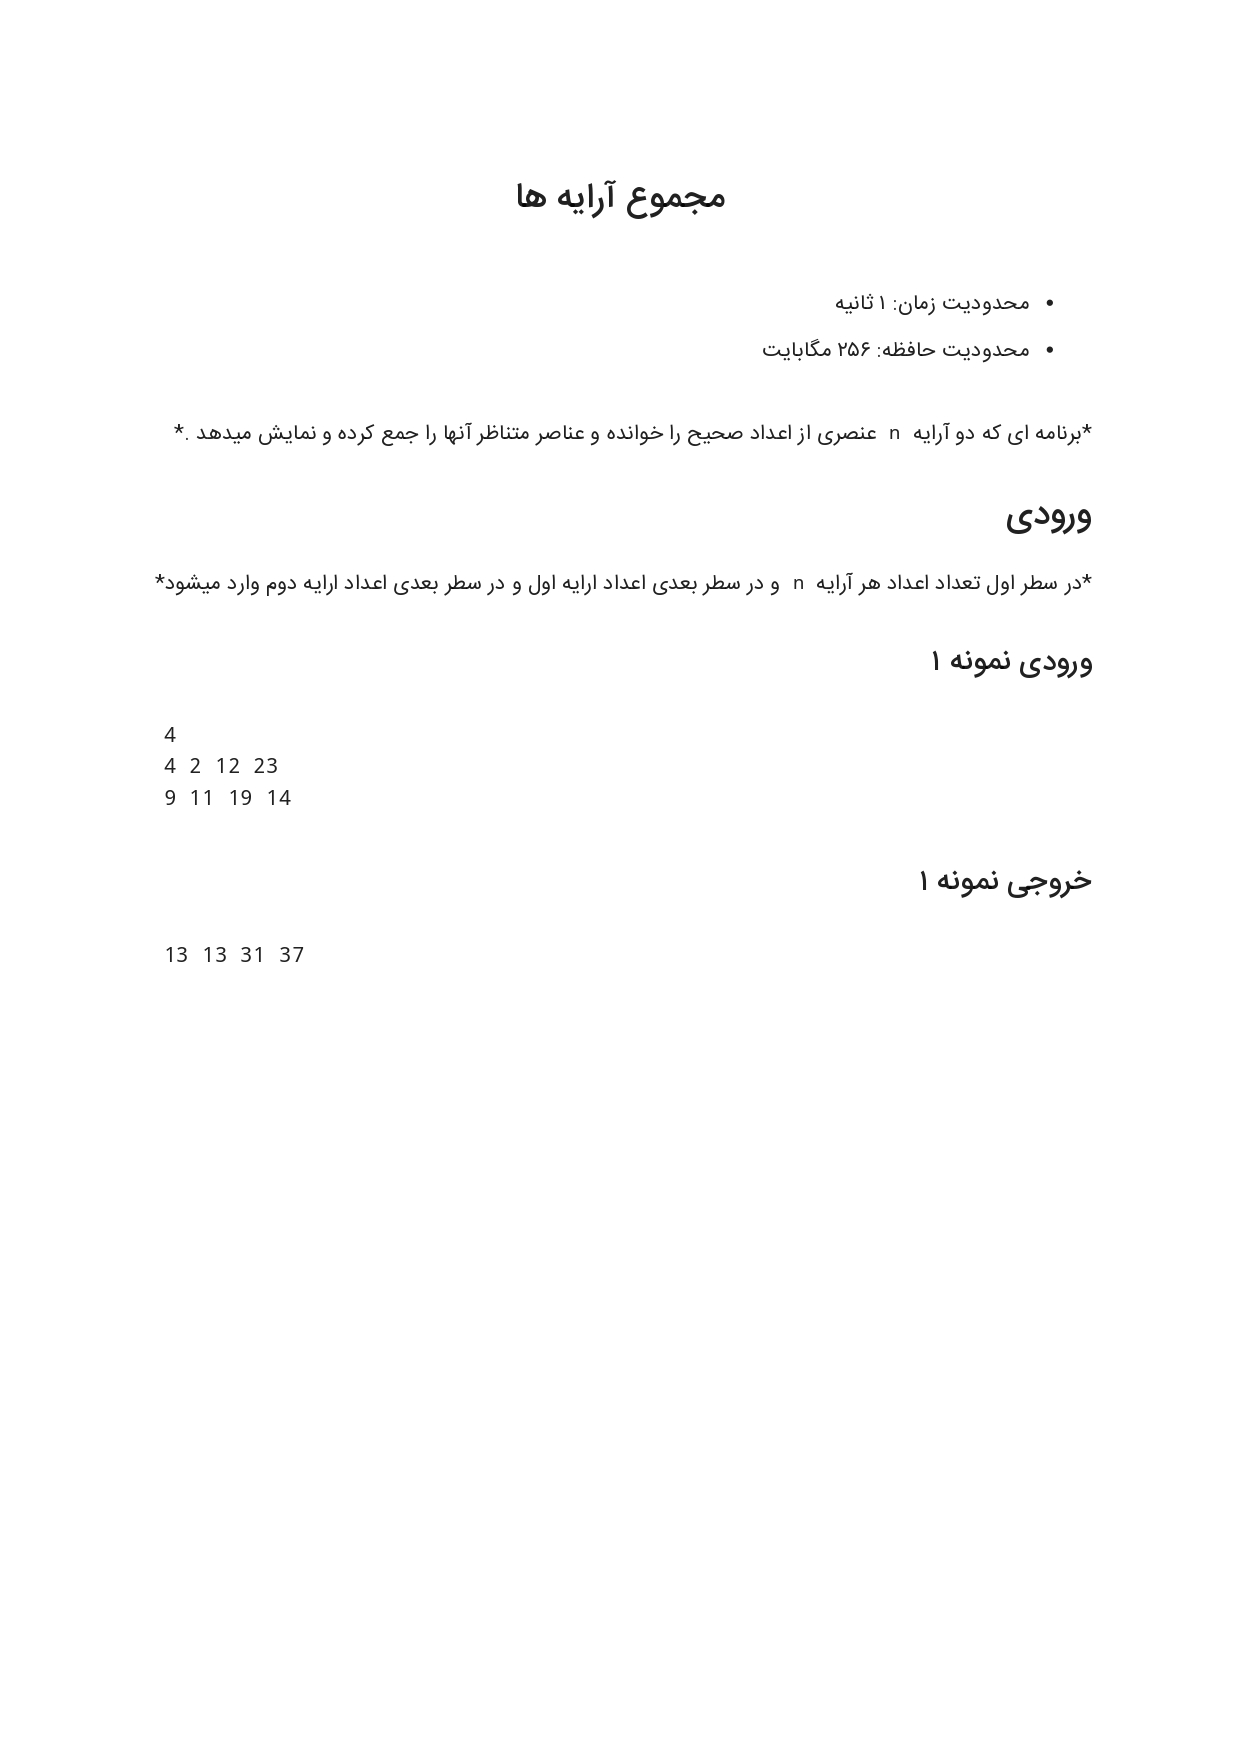 مجموع آرایه ها
• محدودیت زمان: ۱ ثانیه
• محدودیت حافظه: ۲۵۶ مگابایت
*برنامه ای که دو آرایه n عنصری از اعداد صحیح را خوانده و عناصر متناظر آنها را جمع کرده و نمایش میدهد .*
ورودی
*در سطر اول تعداد اعداد هر آرایه n و در سطر بعدی اعداد ارایه اول و در سطر بعدی اعداد ارایه دوم وارد میشود*
ورودی نمونه ۱
4
4 2 12 23
9 11 19 14
خروجی نمونه ۱
13 13 31 37